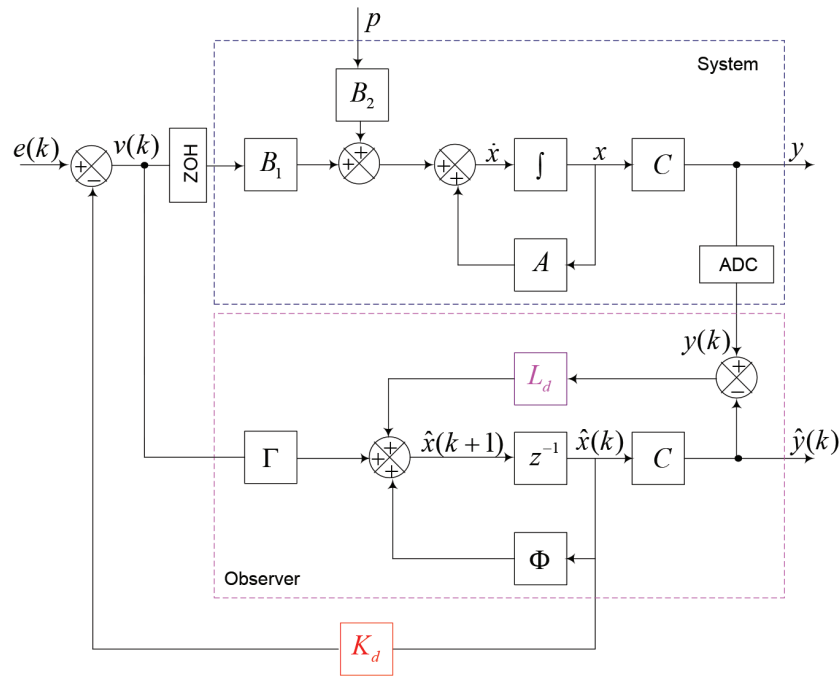 p
System
B₂
e(k)
v(k)
ZOH
B₁
ẋ
∫
x
C
y
A
ADC
y(k)
L_d
Γ
x̂(k+1)
z⁻¹
x̂(k)
C
ŷ(k)
Φ
Observer
K_d